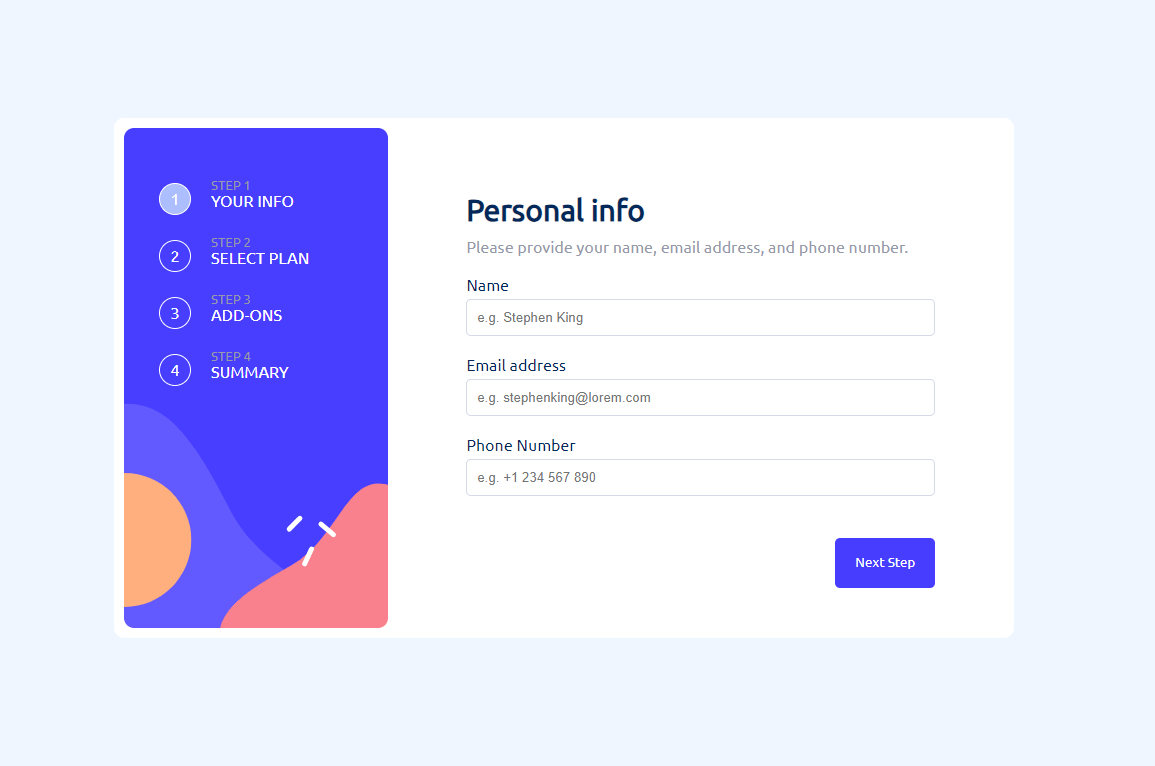 1
STEP 1
YOUR INFO
2
STEP 2
SELECT PLAN
3
STEP 3
ADD-ONS
4
STEP 4
SUMMARY
Personal info
Please provide your name, email address, and phone number.
Name
e.g. Stephen King
Email address
e.g. stephenking@lorem.com
Phone Number
e.g. +1 234 567 890
Next Step